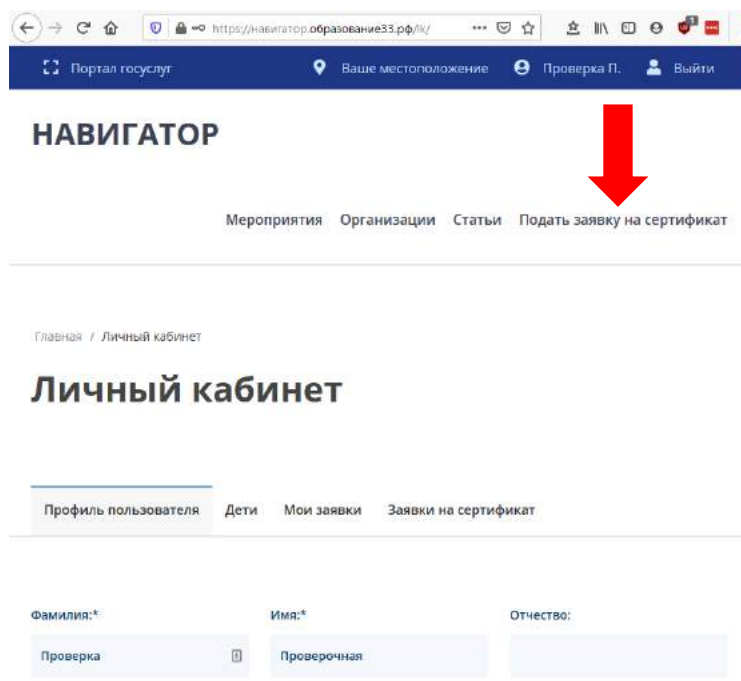 https://навигатор.образование33.рф/lk/
Портал госуслуг Ваше местоположение Проверка П. Выйти
НАВИГАТОР
Мероприятия Организации Статьи Подать заявку на сертификат
Главная / Личный кабинет
Личный кабинет
Профиль пользователя Дети Мои заявки Заявки на сертификат
Фамилия:* Имя:* Отчество:
Проверка Проверочная